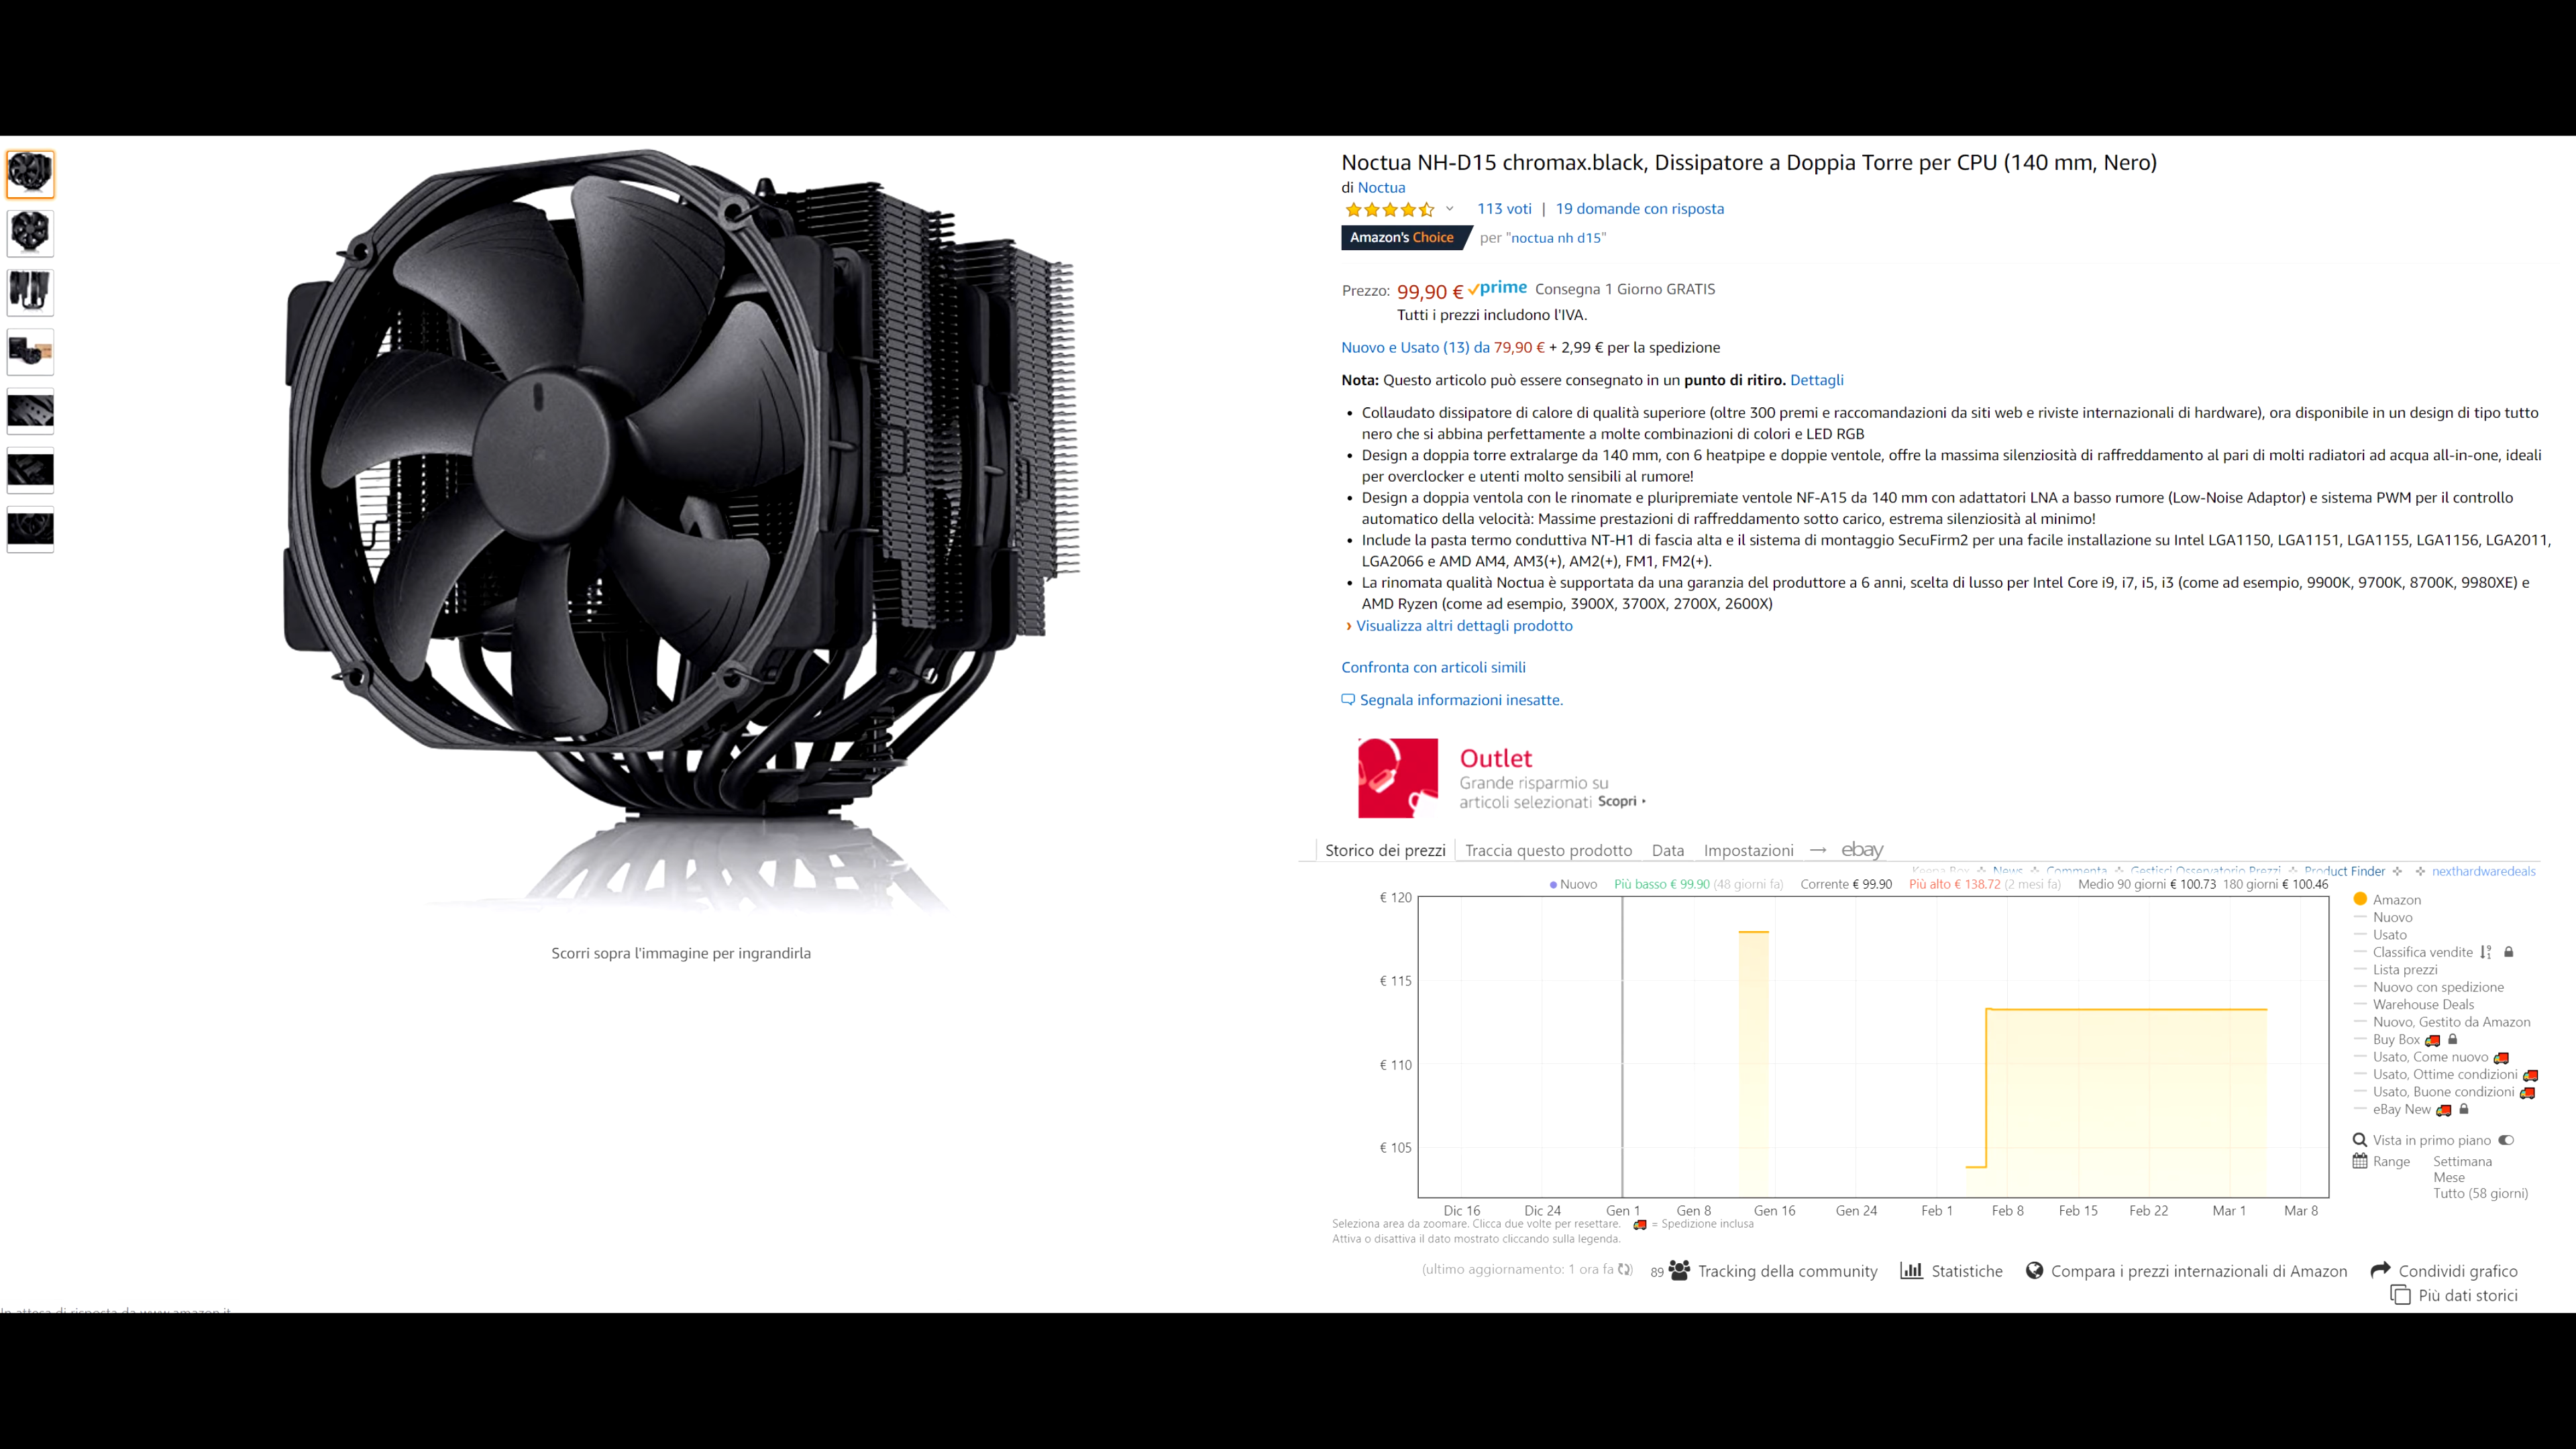 Noctua NH-D15 chromax.black, Dissipatore a Doppia Torre per CPU (140 mm, Nero)
di Noctua
113 voti | 19 domande con risposta
Amazon's Choice per "noctua nh d15"
Prezzo: 99,90 € prime Consegna 1 Giorno GRATIS
Tutti i prezzi includono l'IVA.
Nuovo e Usato (13) da 79,90 € + 2,99 € per la spedizione
Nota: Questo articolo può essere consegnato in un punto di ritiro. Dettagli
• Collaudato dissipatore di calore di qualità superiore (oltre 300 premi e raccomandazioni da siti web e riviste internazionali di hardware), ora disponibile in un design di tipo tutto
nero che si abbina perfettamente a molte combinazioni di colori e LED RGB
• Design a doppia torre extralarge da 140 mm, con 6 heatpipe e doppie ventole, offre la massima silenziosità di raffreddamento al pari di molti radiatori ad acqua all-in-one, ideali
per overclocker e utenti molto sensibili al rumore!
• Design a doppia ventola con le rinomate e pluripremiate ventole NF-A15 da 140 mm con adattatori LNA a basso rumore (Low-Noise Adaptor) e sistema PWM per il controllo
automatico della velocità: Massime prestazioni di raffreddamento sotto carico, estrema silenziosità al minimo!
• Include la pasta termo conduttiva NT-H1 di fascia alta e il sistema di montaggio SecuFirm2 per una facile installazione su Intel LGA1150, LGA1151, LGA1155, LGA1156, LGA2011,
LGA2066 e AMD AM4, AM3(+), AM2(+), FM1, FM2(+).
• La rinomata qualità Noctua è supportata da una garanzia del produttore a 6 anni, scelta di lusso per Intel Core i9, i7, i5, i3 (come ad esempio, 9900K, 9700K, 8700K, 9980XE) e
AMD Ryzen (come ad esempio, 3900X, 3700X, 2700X, 2600X)
› Visualizza altri dettagli prodotto
Confronta con articoli simili
Segnala informazioni inesatte.
Outlet
Grande risparmio su
articoli selezionati Scopri
Scorri sopra l'immagine per ingrandirla
Storico dei prezzi Traccia questo prodotto Data Impostazioni → ebay
Keepa Box News Commenta Gestisci Osservatorio Prezzi Product Finder nexthardwaredeals
Nuovo Più basso € 99.90 (48 giorni fa) Corrente € 99.90 Più alto € 138.72 (2 mesi fa) Medio 90 giorni € 100.73 180 giorni € 100.46
€ 120
€ 115
€ 110
€ 105
Dic 16 Dic 24 Gen 1 Gen 8 Gen 16 Gen 24 Feb 1 Feb 8 Feb 15 Feb 22 Mar 1 Mar 8
Amazon
Nuovo
Usato
Classifica vendite
Lista prezzi
Nuovo con spedizione
Warehouse Deals
Nuovo, Gestito da Amazon
Buy Box
Usato, Come nuovo
Usato, Ottime condizioni
Usato, Buone condizioni
eBay New
Vista in primo piano
Range Settimana
Mese
Tutto (58 giorni)
Seleziona area da zoomare. Clicca due volte per resettare. = Spedizione inclusa
Attiva o disattiva il dato mostrato cliccando sulla legenda.
(ultimo aggiornamento: 1 ora fa ) 89 Tracking della community Statistiche Compara i prezzi internazionali di Amazon Condividi grafico
Più dati storici
In attesa di risposta da www.amazon.it